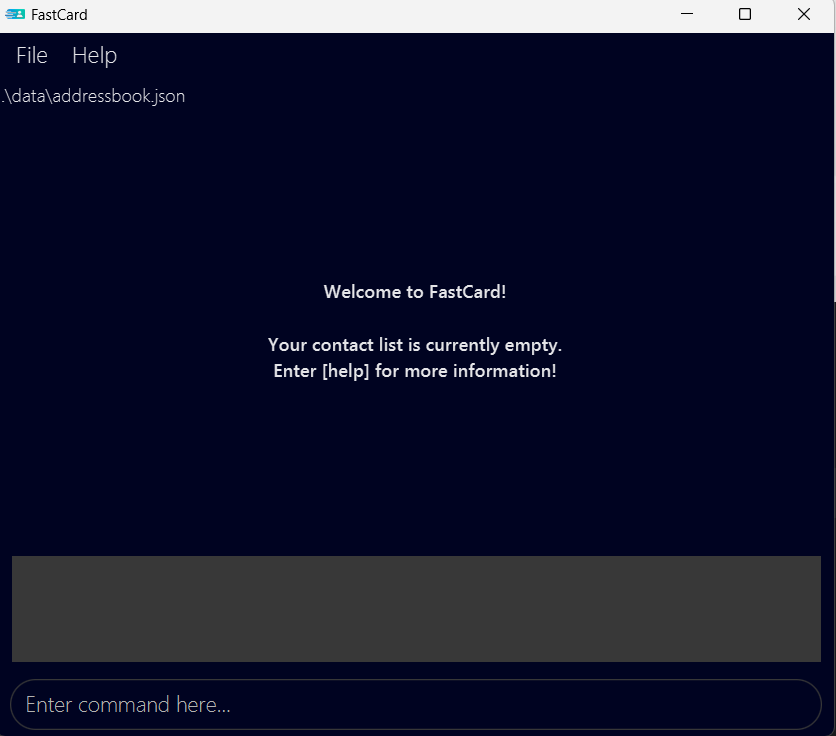 FastCard
File Help
.\data\addressbook.json
Welcome to FastCard!
Your contact list is currently empty.
Enter [help] for more information!
Enter command here...